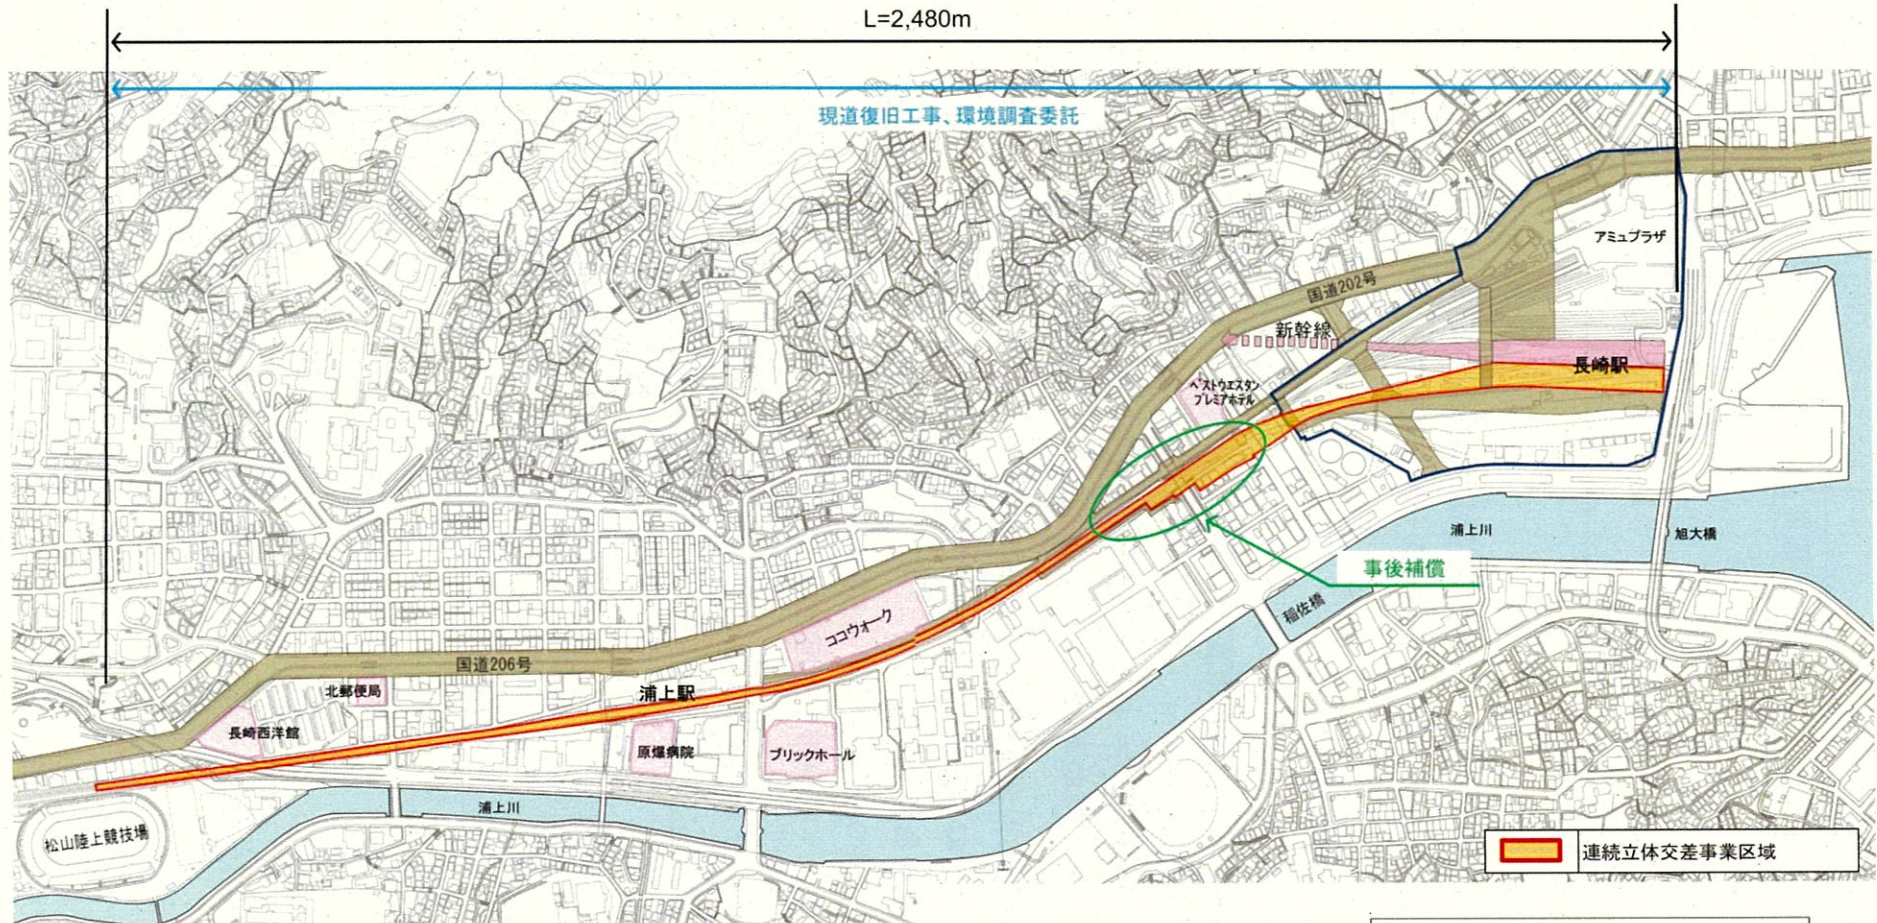 L=2,480m
現道復旧工事、環境調査委託
アミュプラザ
国道202号
新幹線
長崎駅
ベストウエスタン
プレミアホテル
浦上川
旭大橋
事後補償
稲佐橋
ココウォーク
国道206号
北郵便局
浦上駅
長崎西洋館
原爆病院
ブリックホール
浦上川
松山陸上競技場
連続立体交差事業区域